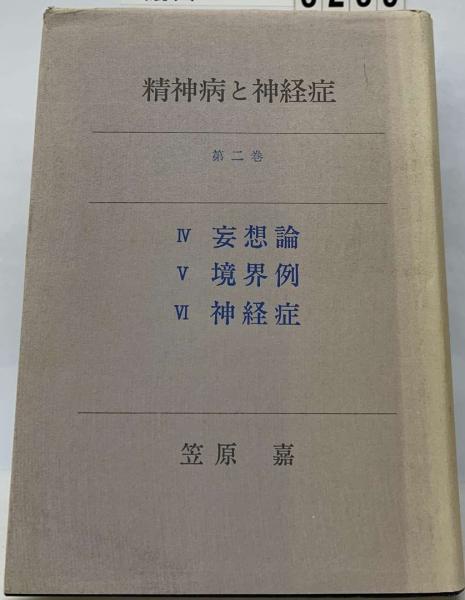 精神病と神経症
第二巻
Ⅳ 妄想論
Ⅴ 境界例
Ⅵ 神経症
笠原 嘉